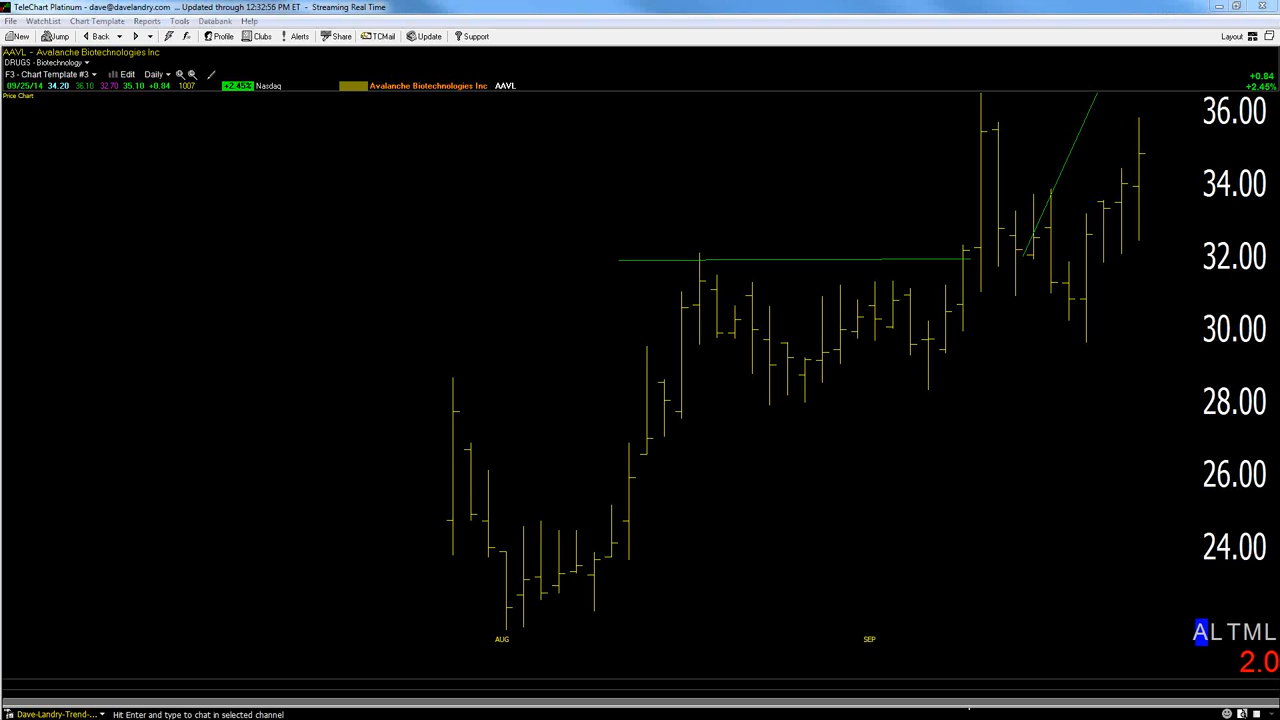 TeleChart Platinum - dave@davelandry.com ... Updated through 12:32:56 PM ET - Streaming Real Time
File WatchList Chart Template Reports Tools Databank Help
New Jump Back Profile Clubs Alerts Share TCMail Update Support Layout
AAVL - Avalanche Biotechnologies Inc
DRUGS - Biotechnology
F3 - Chart Template #3 Edit Daily +0.84
09/25/14 34.20 36.10 32.70 35.10 +0.84 1007 +2.45% Nasdaq Avalanche Biotechnologies Inc AAVL +2.45%
Price Chart
36.00
34.00
32.00
30.00
28.00
26.00
24.00
ALTML
AUG SEP
2.0
Dave-Landry-Trend-... Hit Enter and type to chat in selected channel